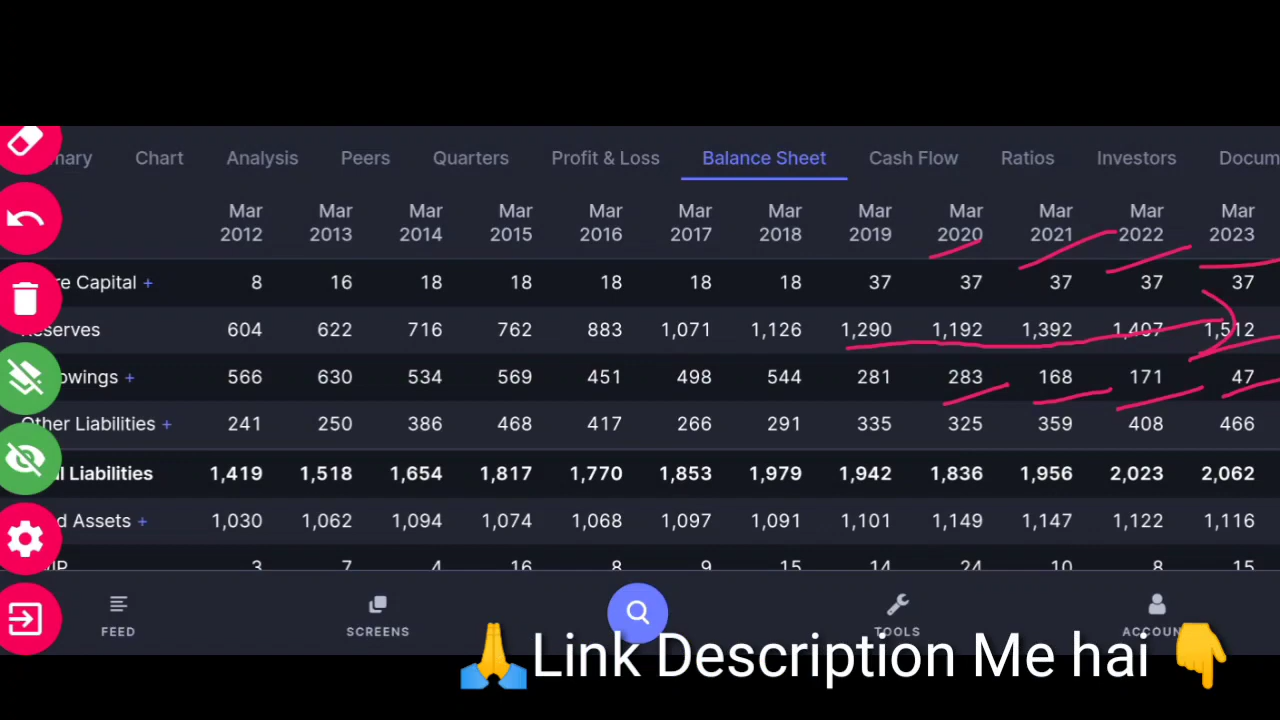 mary Chart Analysis Peers Quarters Profit & Loss Balance Sheet Cash Flow Ratios Investors Docum
Mar Mar Mar Mar Mar Mar Mar Mar Mar Mar Mar Mar
2012 2013 2014 2015 2016 2017 2018 2019 2020 2021 2022 2023
re Capital + 8 16 18 18 18 18 18 37 37 37 37 37
Reserves 604 622 716 762 883 1,071 1,126 1,290 1,192 1,392 1,407 1,512
owings + 566 630 534 569 451 498 544 281 283 168 171 47
Other Liabilities + 241 250 386 468 417 266 291 335 325 359 408 466
al Liabilities 1,419 1,518 1,654 1,817 1,770 1,853 1,979 1,942 1,836 1,956 2,023 2,062
d Assets + 1,030 1,062 1,094 1,074 1,068 1,097 1,091 1,101 1,149 1,147 1,122 1,116
3 7 4 16 8 9 15 14 24 10 8 15
FEED SCREENS TOOLS ACCOUN
🙏Link Description Me hai 👇